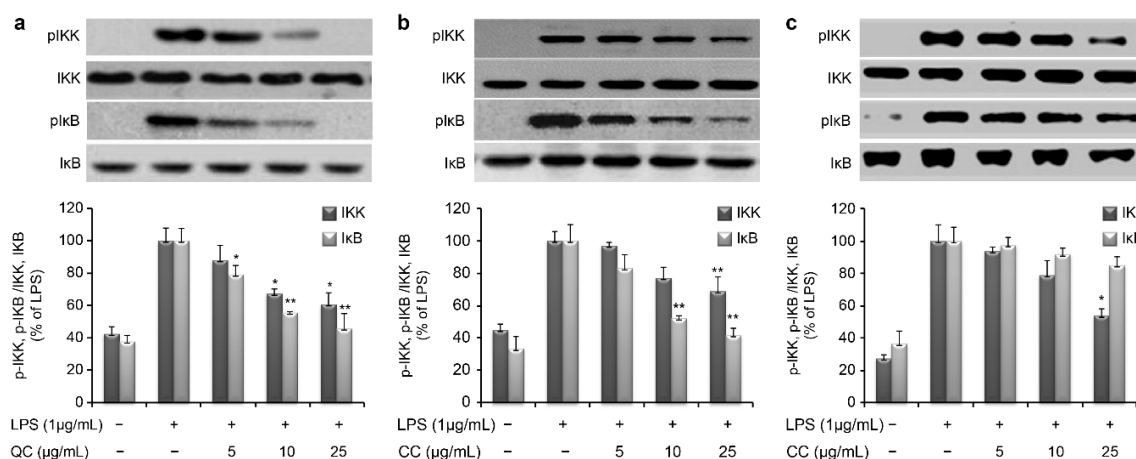 a
pIKK
IKK
pIκB
IκB
120
100
80
60
40
20
0
p-IKK, p-IKB /IKK, IKB
(% of LPS)
IKK
IκB
*
*
**
*
**
LPS (1μg/mL) – + + + +
QC (μg/mL) – – 5 10 25
b
pIKK
IKK
pIκB
IκB
120
100
80
60
40
20
0
p-IKK, p-IKB /IKK, IKB
(% of LPS)
IKK
IκB
**
**
**
LPS (1μg/mL) – + + + +
CC (μg/mL) – – 5 10 25
c
pIKK
IKK
pIκB
IκB
120
100
80
60
40
20
0
p-IKK, p-IKB /IKK, IKB
(% of LPS)
IKK
IκB
*
LPS (1μg/mL) – + + + +
CC (μg/mL) – – 5 10 25